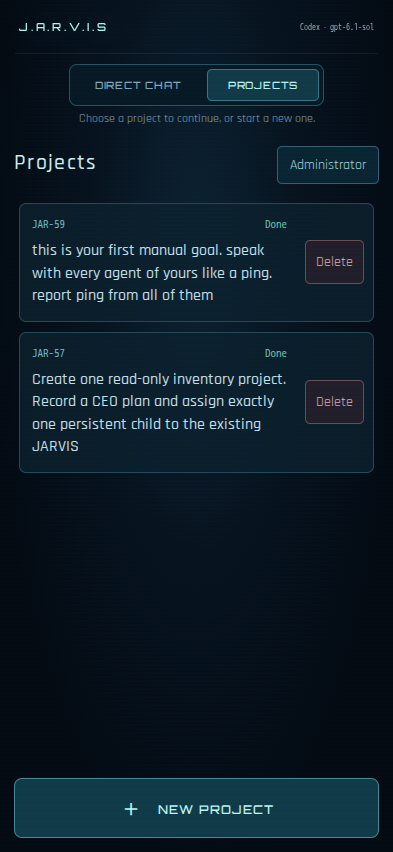 J.A.R.V.I.S
Codex · gpt-6.1-sol
DIRECT CHAT
PROJECTS
Choose a project to continue, or start a new one.
Projects
Administrator
JAR-59
Done
this is your first manual goal. speak
with every agent of yours like a ping.
report ping from all of them
Delete
JAR-57
Done
Create one read-only inventory project.
Record a CEO plan and assign exactly
one persistent child to the existing
JARVIS
Delete
+ NEW PROJECT